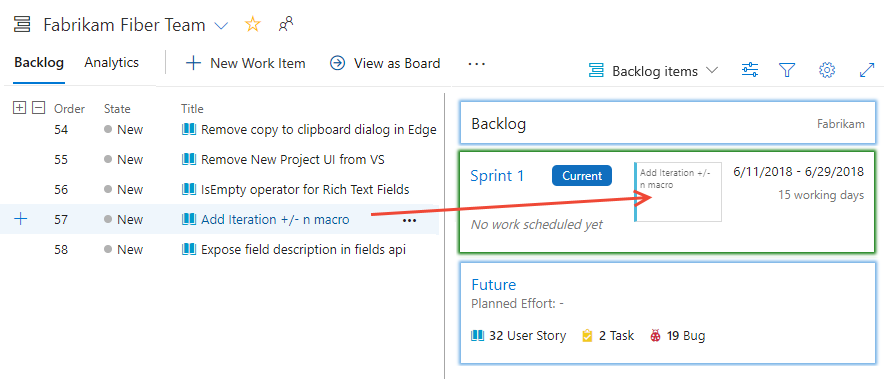 Fabrikam Fiber Team
Backlog Analytics New Work Item View as Board ... Backlog items
Order State Title
54 New Remove copy to clipboard dialog in Edge
55 New Remove New Project UI from VS
56 New IsEmpty operator for Rich Text Fields
57 New Add Iteration +/- n macro ...
58 New Expose field description in fields api
Backlog Fabrikam
Sprint 1 Current
Add Iteration +/-
n macro
6/11/2018 - 6/29/2018
15 working days
No work scheduled yet
Future
Planned Effort: -
32 User Story 2 Task 19 Bug